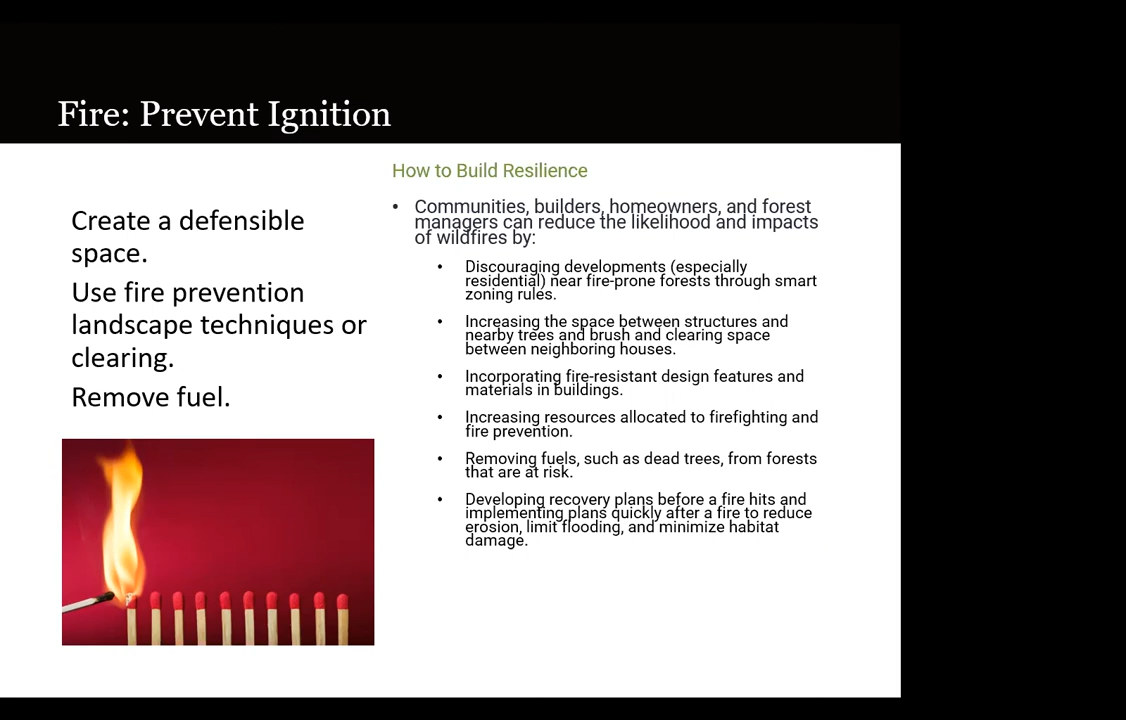 Fire: Prevent Ignition
Create a defensible
space.
Use fire prevention
landscape techniques or
clearing.
Remove fuel.
How to Build Resilience
• Communities, builders, homeowners, and forest
managers can reduce the likelihood and impacts
of wildfires by:
• Discouraging developments (especially
residential) near fire-prone forests through smart
zoning rules.
• Increasing the space between structures and
nearby trees and brush and clearing space
between neighboring houses.
• Incorporating fire-resistant design features and
materials in buildings.
• Increasing resources allocated to firefighting and
fire prevention.
• Removing fuels, such as dead trees, from forests
that are at risk.
• Developing recovery plans before a fire hits and
implementing plans quickly after a fire to reduce
erosion, limit flooding, and minimize habitat
damage.